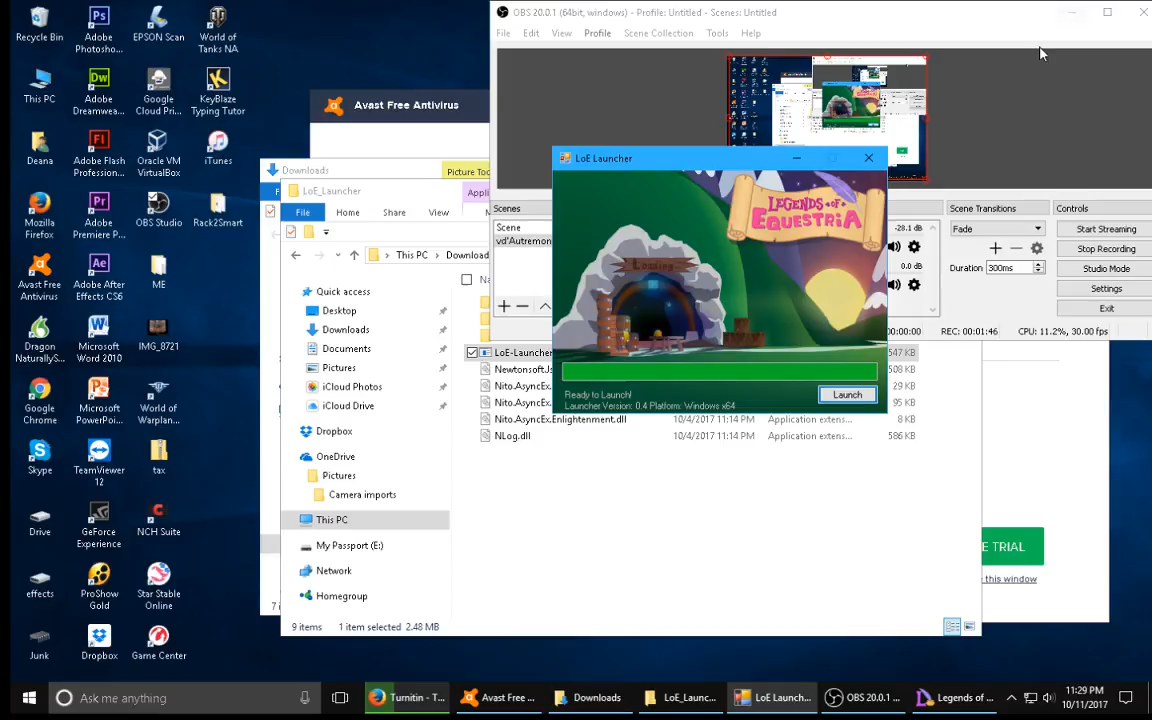 Recycle Bin
Adobe Photosho...
EPSON Scan
World of Tanks NA
This PC
Adobe Dreamwea...
Google Cloud Pri...
KeyBlaze Typing Tutor
Deana
Adobe Flash Professional
Oracle VM VirtualBox
iTunes
Mozilla Firefox
Adobe Premiere P...
OBS Studio
Rack2Smart
Avast Free Antivirus
Adobe After Effects CS6
ME
Dragon NaturallyS...
Microsoft Word 2010
IMG_8721
Google Chrome
Microsoft PowerPoi...
World of Warplan...
Skype
TeamViewer 12
tax
Drive
GeForce Experience
NCH Suite
effects
ProShow Gold
Star Stable Online
Junk
Dropbox
Game Center
Avast Free Antivirus
Downloads
Picture To
LoE_Launcher
Appli
File
Home
Share
View
This PC
Download
Quick access
Desktop
Downloads
Documents
Pictures
iCloud Photos
iCloud Drive
Dropbox
OneDrive
Pictures
Camera imports
This PC
My Passport (E:)
Network
Homegroup
9 items
1 item selected 2.48 MB
LoE-Launcher
547 KB
Newtonsoft.Js
508 KB
Nito.AsyncEx.
29 KB
Nito.AsyncEx.
95 KB
Nito.AsyncEx.Enlightenment.dll
10/4/2017 11:14 PM
Application extens...
8 KB
NLog.dll
10/4/2017 11:14 PM
Application extens...
586 KB
OBS 20.0.1 (64bit, windows) - Profile: Untitled - Scenes: Untitled
File
Edit
View
Profile
Scene Collection
Tools
Help
Scenes
Scene
vd'Autremon
-28.1 dB
0.0 dB
Scene Transitions
Fade
Duration
300ms
Controls
Start Streaming
Stop Recording
Studio Mode
Settings
Exit
00:00:00
REC: 00:01:46
CPU: 11.2%, 30.00 fps
LoE Launcher
LEGENDS of
EQUESTRIA
Loading
Ready to Launch!
Launcher Version: 0.4 Platform: Windows x64
Launch
E TRIAL
this window
Ask me anything
Turnitin - T...
Avast Free ...
Downloads
LoE_Launc...
LoE Launch...
OBS 20.0.1 ...
Legends of ...
11:29 PM
10/11/2017